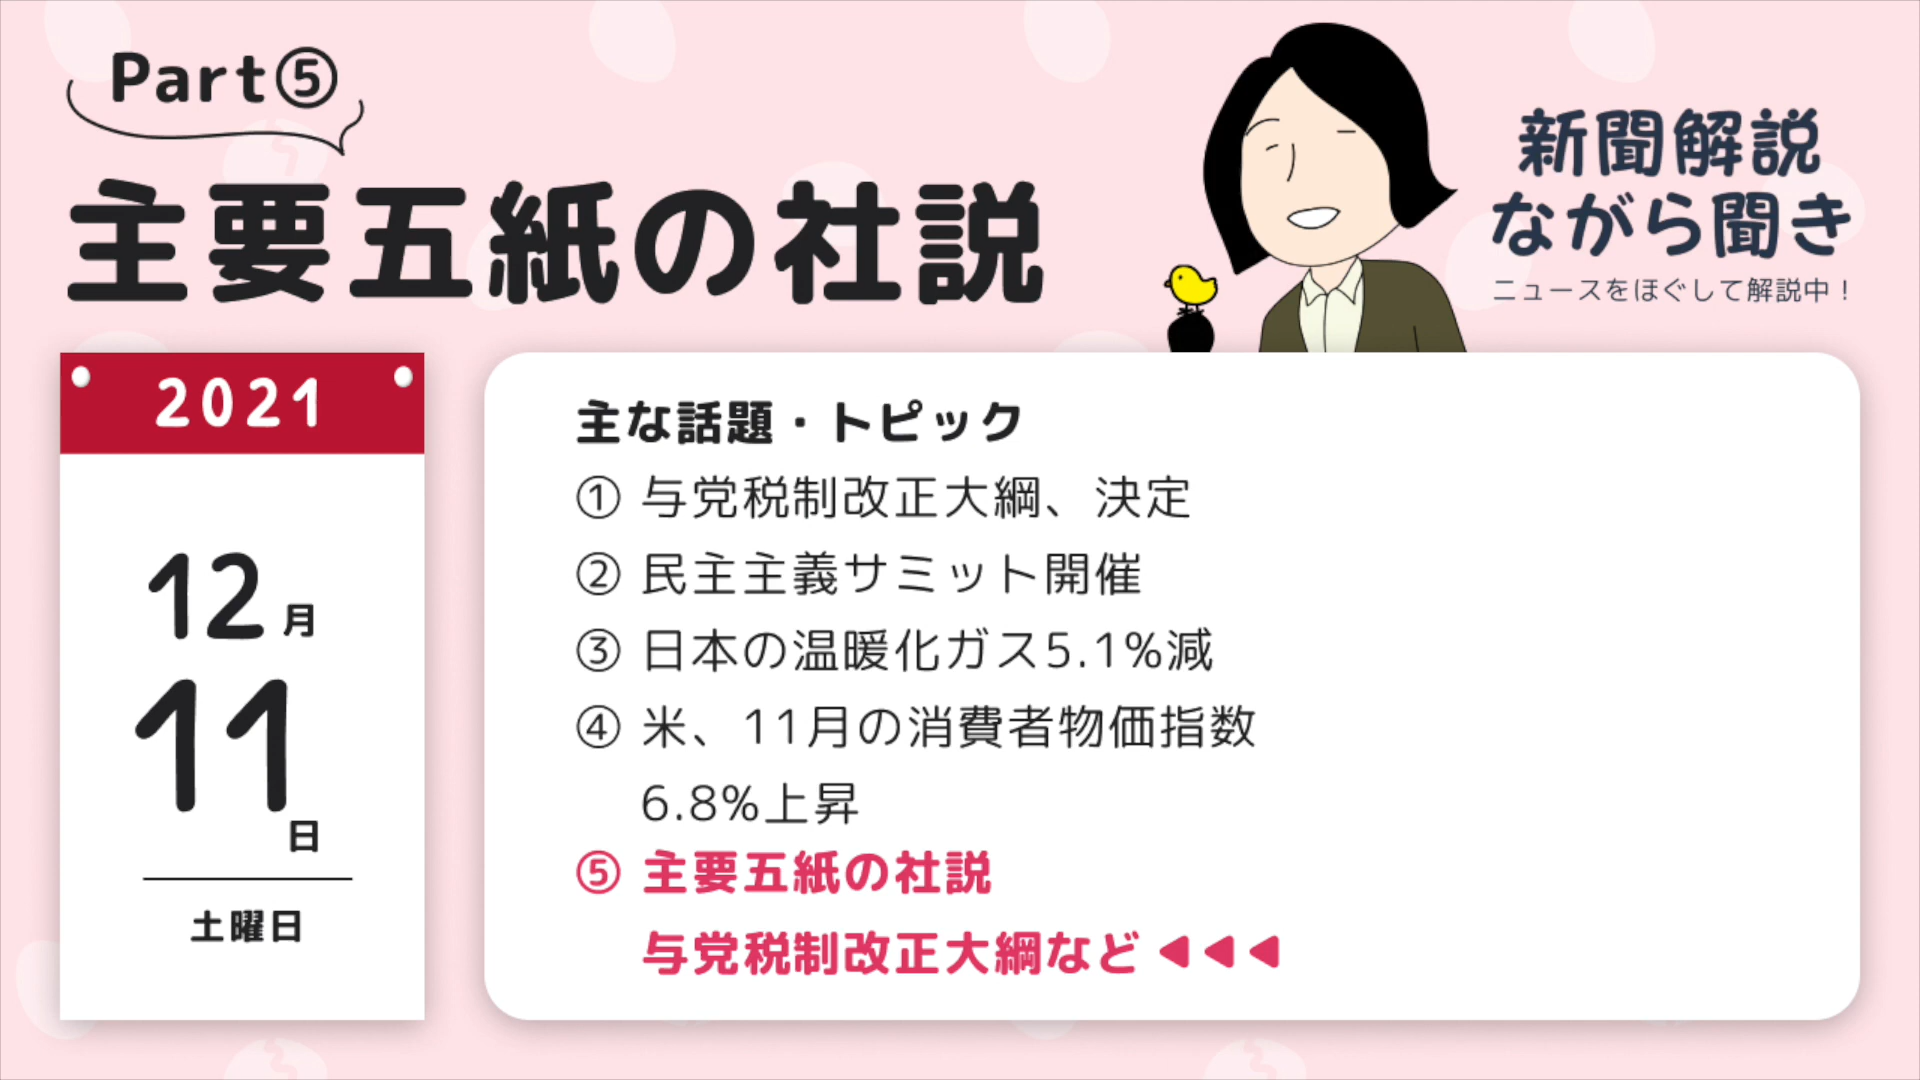 Part⑤
主要五紙の社説
新聞解説
ながら聞き
ニュースをほぐして解説中！
2021
12月
11日
土曜日
主な話題・トピック
① 与党税制改正大綱、決定
② 民主主義サミット開催
③ 日本の温暖化ガス5.1%減
④ 米、11月の消費者物価指数
6.8%上昇
⑤ 主要五紙の社説
与党税制改正大綱など ◀◀◀